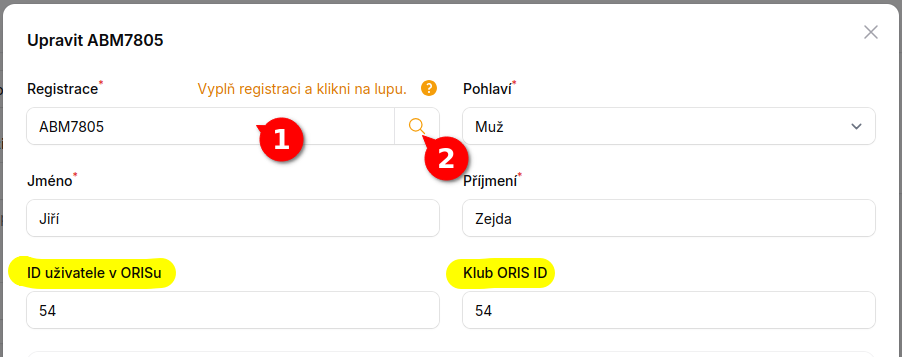 Upravit ABM7805
Registrace* Vyplň registraci a klikni na lupu. ?
Pohlaví*
ABM7805
1
2
Muž
Jméno*
Příjmení*
Jiří
Zejda
ID uživatele v ORISu
Klub ORIS ID
54
54